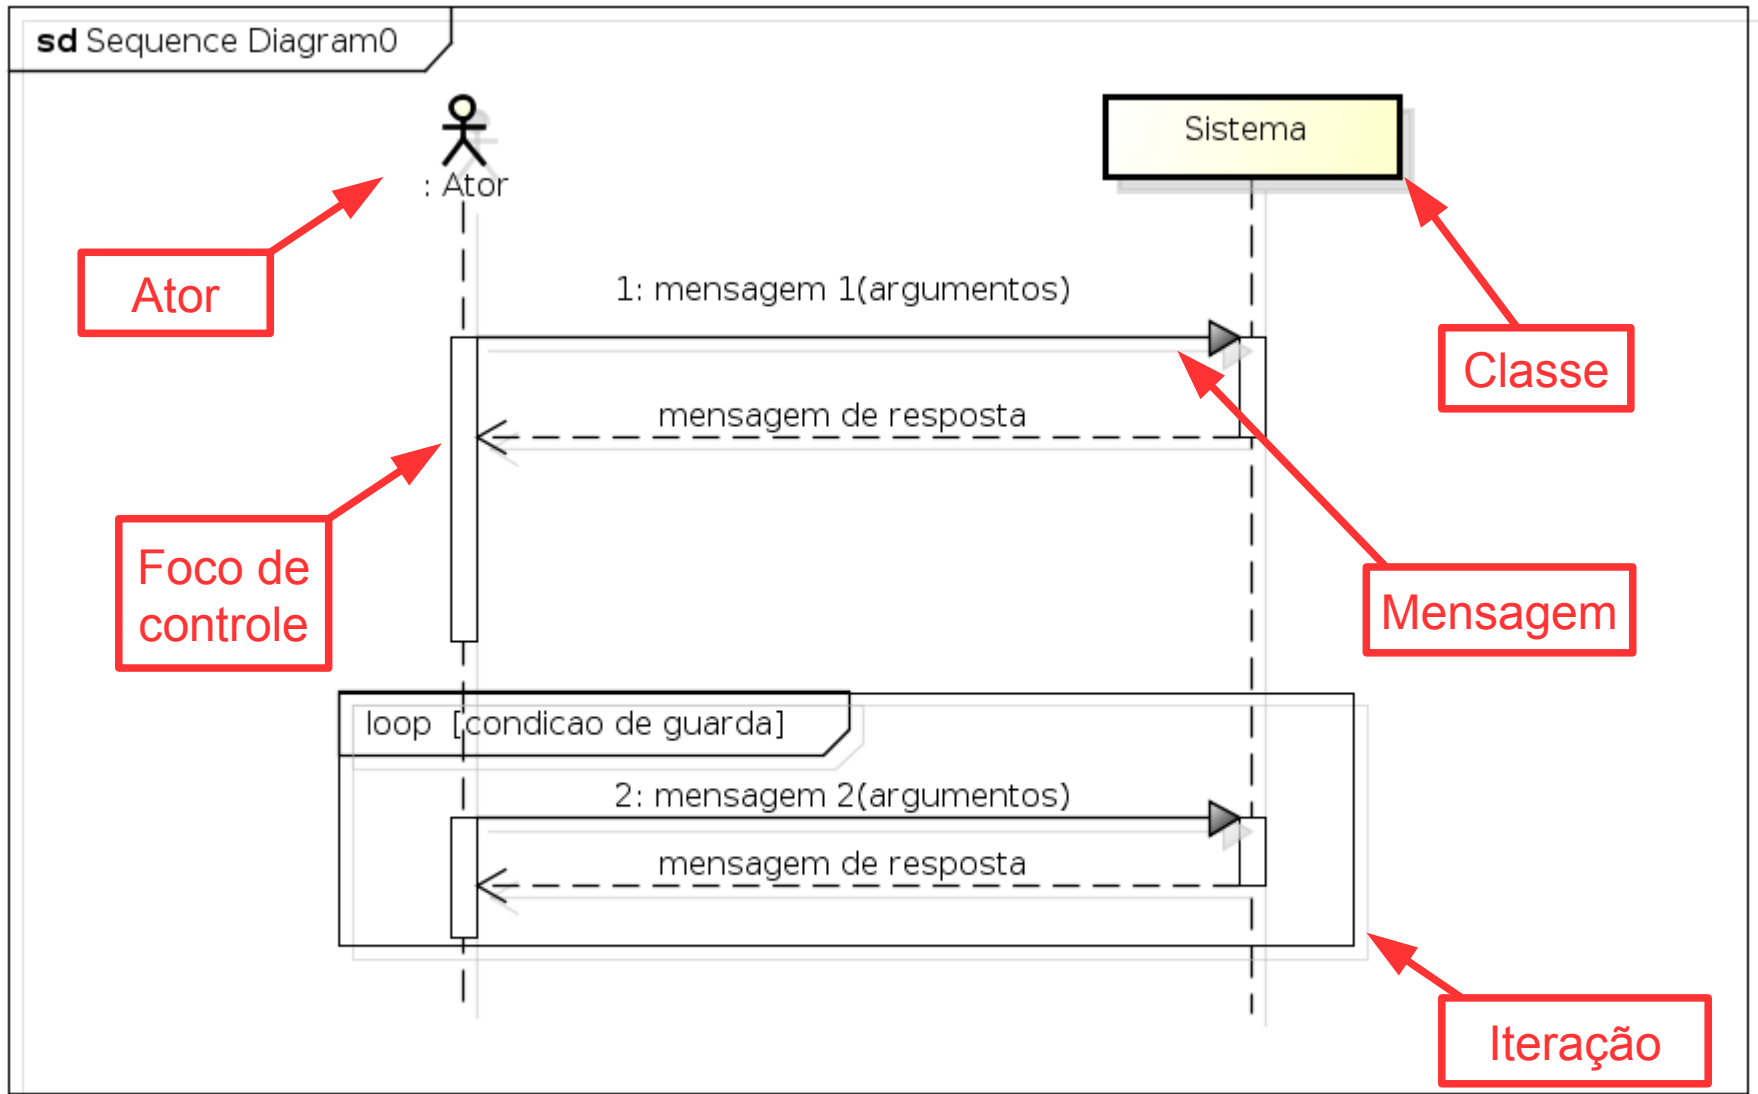 sd Sequence Diagram0
Sistema
: Ator
Ator
1: mensagem 1(argumentos)
Classe
mensagem de resposta
Foco de
controle
Mensagem
loop [condicao de guarda]
2: mensagem 2(argumentos)
mensagem de resposta
Iteração